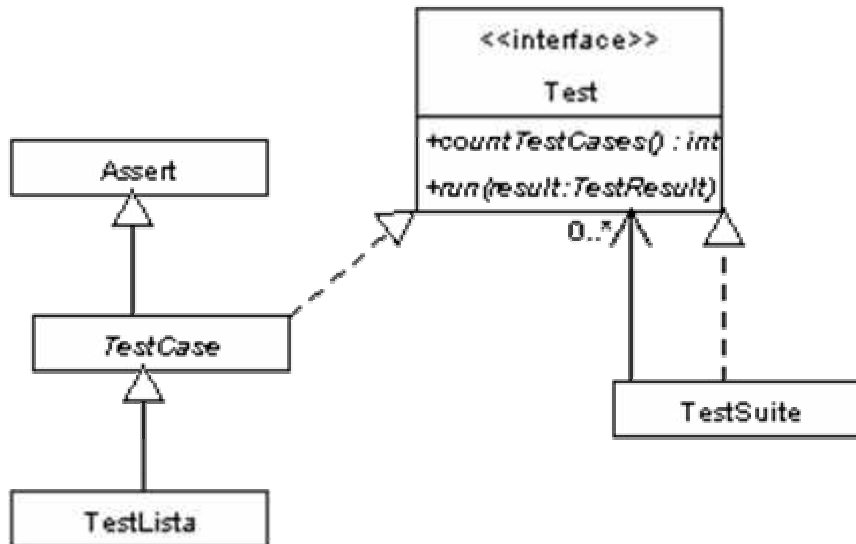 <<interface>>
Test
+countTestCases() : int
+run(result:TestResult)
Assert
0..*
TestCase
TestSuite
TestLista